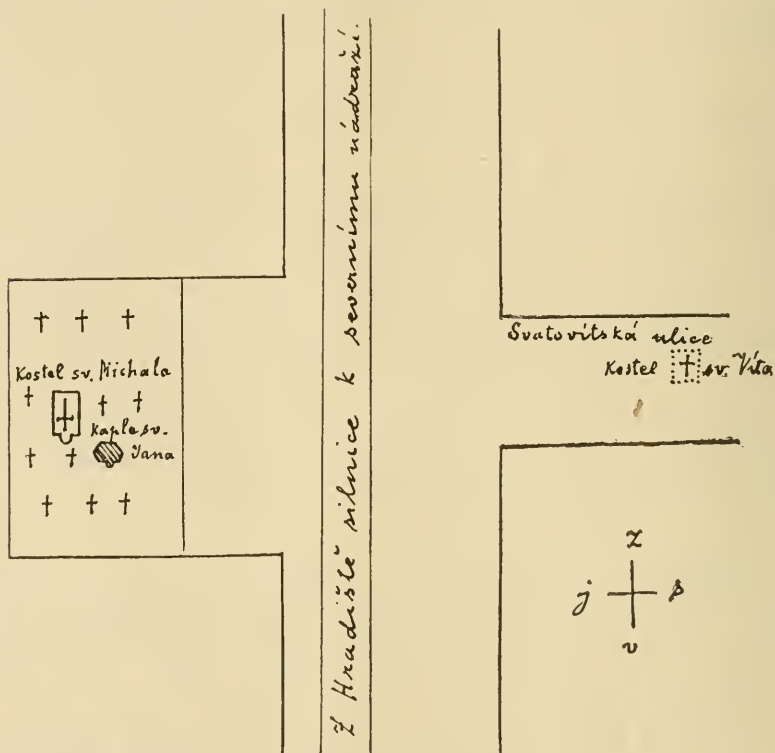 Z Hradiště silnice k severnímu nádraží.
Kostel sv. Michala
Kaple sv.
Jana
Svatovítská ulice
Kostel sv. Víta
z
j s
v